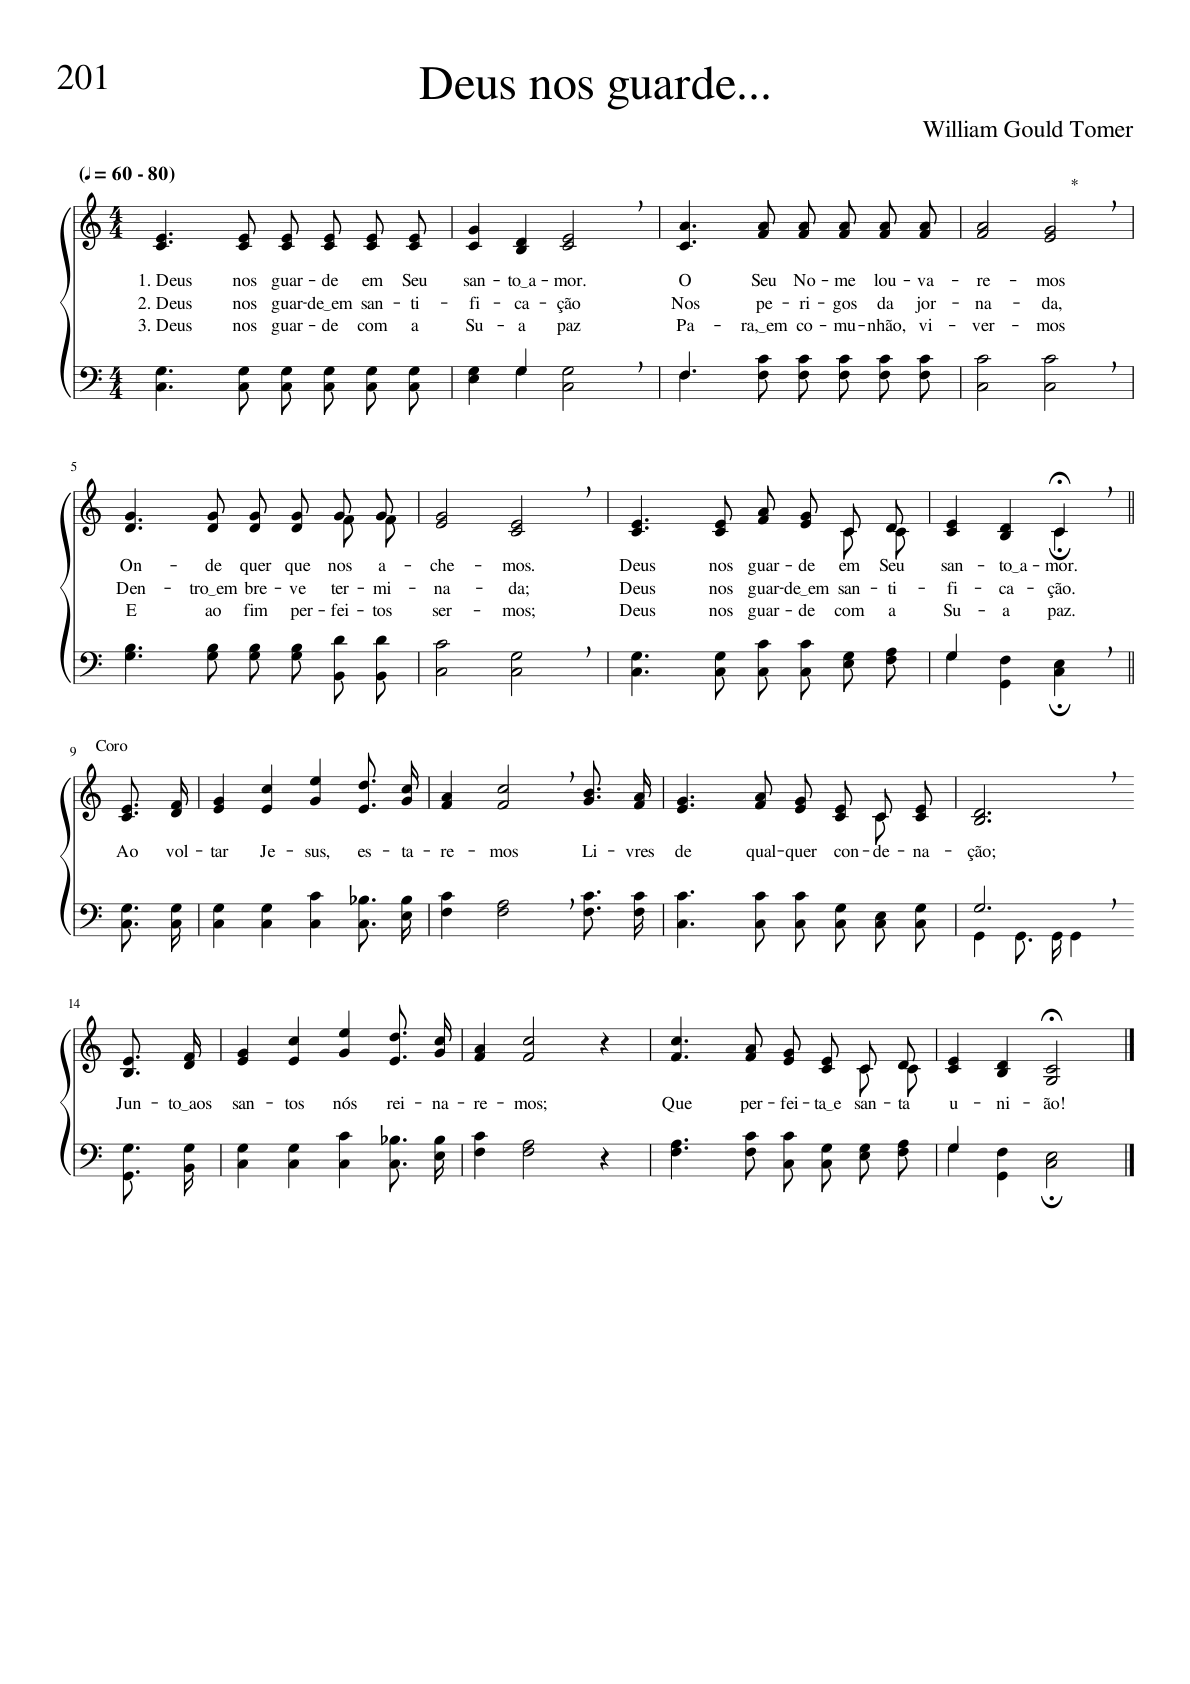 201
Deus nos guarde...
William Gould Tomer
(♩ = 60 - 80)
*
1. Deus nos guar - de em Seu san - to_a - mor. O Seu No - me lou - va - re - mos
2. Deus nos guar - de_em san - ti - fi - ca - ção Nos pe - ri - gos da jor - na - da,
3. Deus nos guar - de com a Su - a paz Pa - ra,_em co - mu - nhão, vi - ver - mos
5
On - de quer que nos a - che - mos. Deus nos guar - de em Seu san - to_a - mor.
Den - tro_em bre - ve ter - mi - na - da; Deus nos guar - de_em san - ti - fi - ca - ção.
E ao fim per - fei - tos ser - mos; Deus nos guar - de com a Su - a paz.
9 Coro
Ao vol - tar Je - sus, es - ta - re - mos Li - vres de qual - quer con - de - na - ção;
14
Jun - to_aos san - tos nós rei - na - re - mos; Que per - fei - ta_e san - ta u - ni - ão!